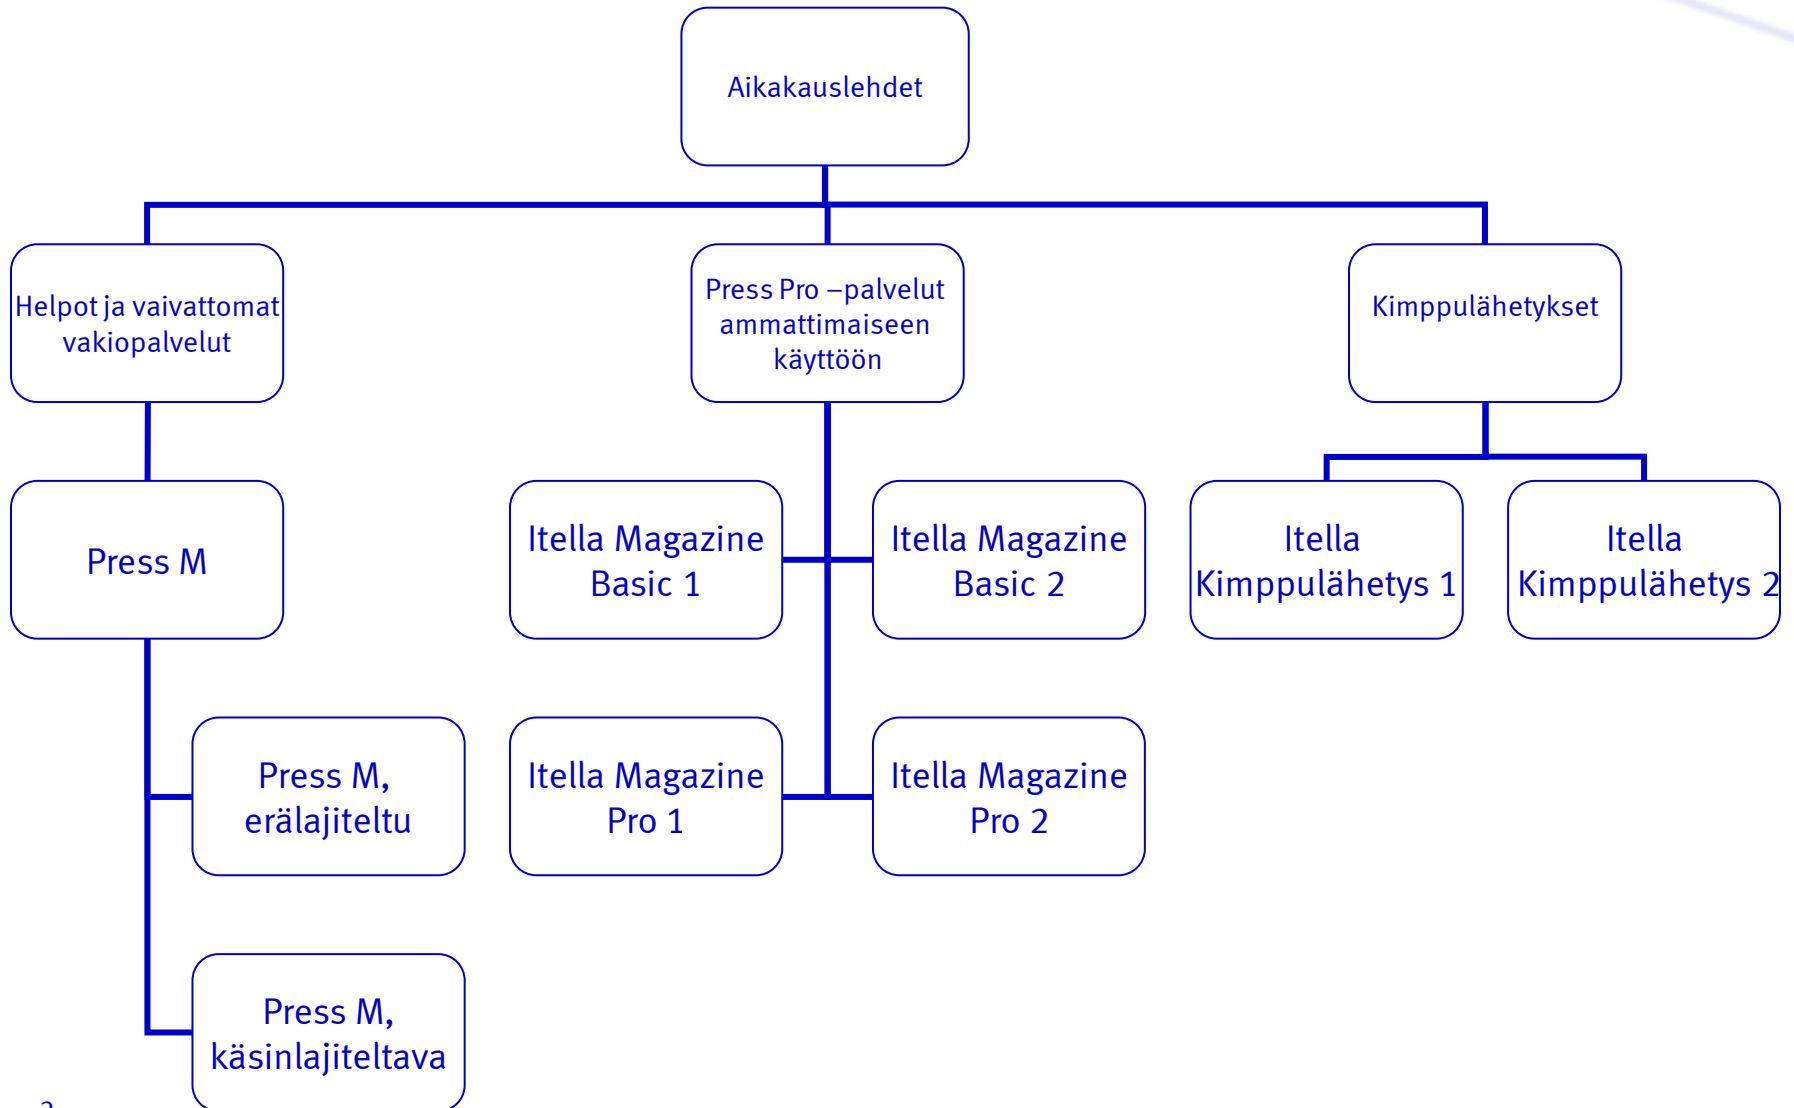 Aikakauslehdet
Helpot ja vaivattomat
vakiopalvelut
Press Pro –palvelut
ammattimaiseen
käyttöön
Kimppulähetykset
Press M
Itella Magazine
Basic 1
Itella Magazine
Basic 2
Itella
Kimppulähetys 1
Itella
Kimppulähetys 2
Press M,
erälajiteltu
Itella Magazine
Pro 1
Itella Magazine
Pro 2
Press M,
käsinlajiteltava